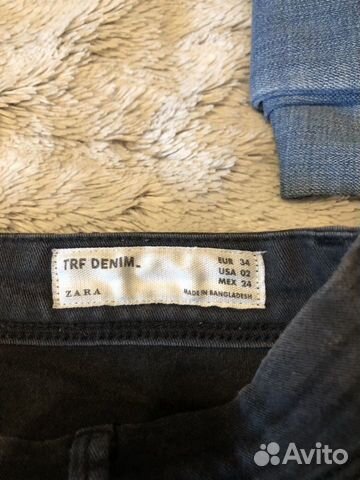 TRF DENIM_
ZARA
EUR 34
USA 02
MEX 24
MADE IN BANGLADESH
Avito